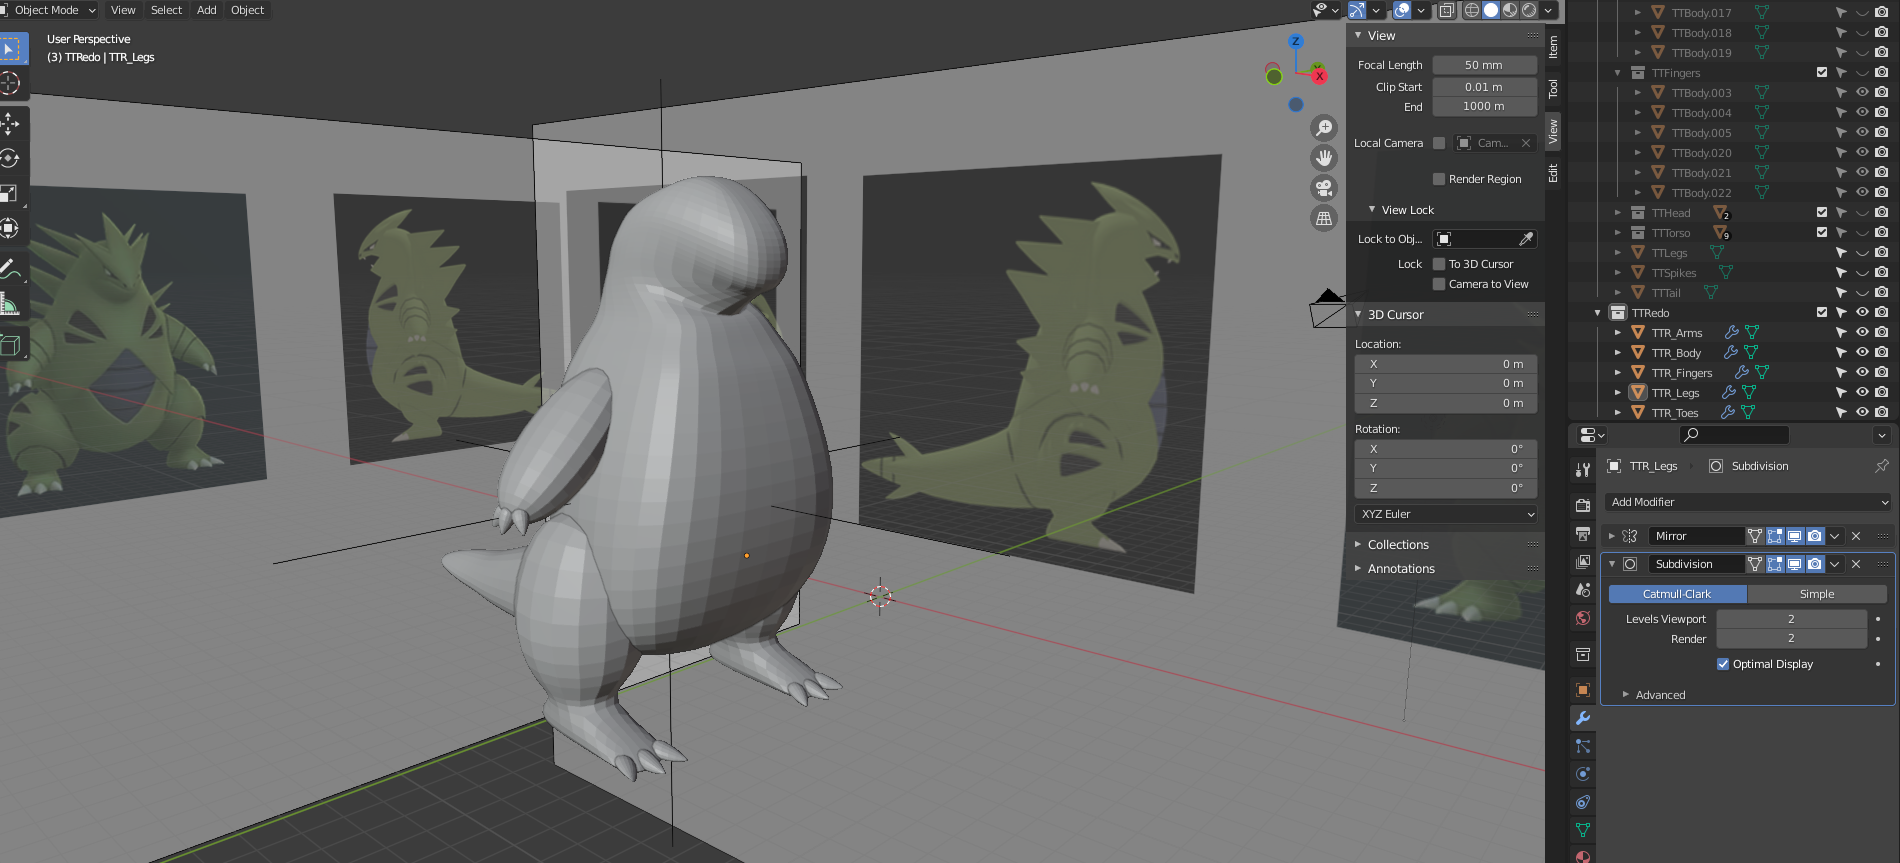 Object Mode View Select Add Object
User Perspective
(3) TTRedo | TTR_Legs
Z
X
View
Focal Length 50 mm
Clip Start 0.01 m
End 1000 m
Local Camera Cam...
Render Region
View Lock
Lock to Obj...
Lock To 3D Cursor
Camera to View
3D Cursor
Location:
X 0 m
Y 0 m
Z 0 m
Rotation:
X 0°
Y 0°
Z 0°
XYZ Euler
Collections
Annotations
Item
Tool
View
Edit
TTBody.017
TTBody.018
TTBody.019
TTFingers
TTBody.003
TTBody.004
TTBody.005
TTBody.020
TTBody.021
TTBody.022
TTHead 2
TTTorso 9
TTLegs
TTSpikes
TTTail
TTRedo
TTR_Arms
TTR_Body
TTR_Fingers
TTR_Legs
TTR_Toes
TTR_Legs Subdivision
Add Modifier
Mirror
Subdivision
Catmull-Clark Simple
Levels Viewport 2
Render 2
Optimal Display
Advanced